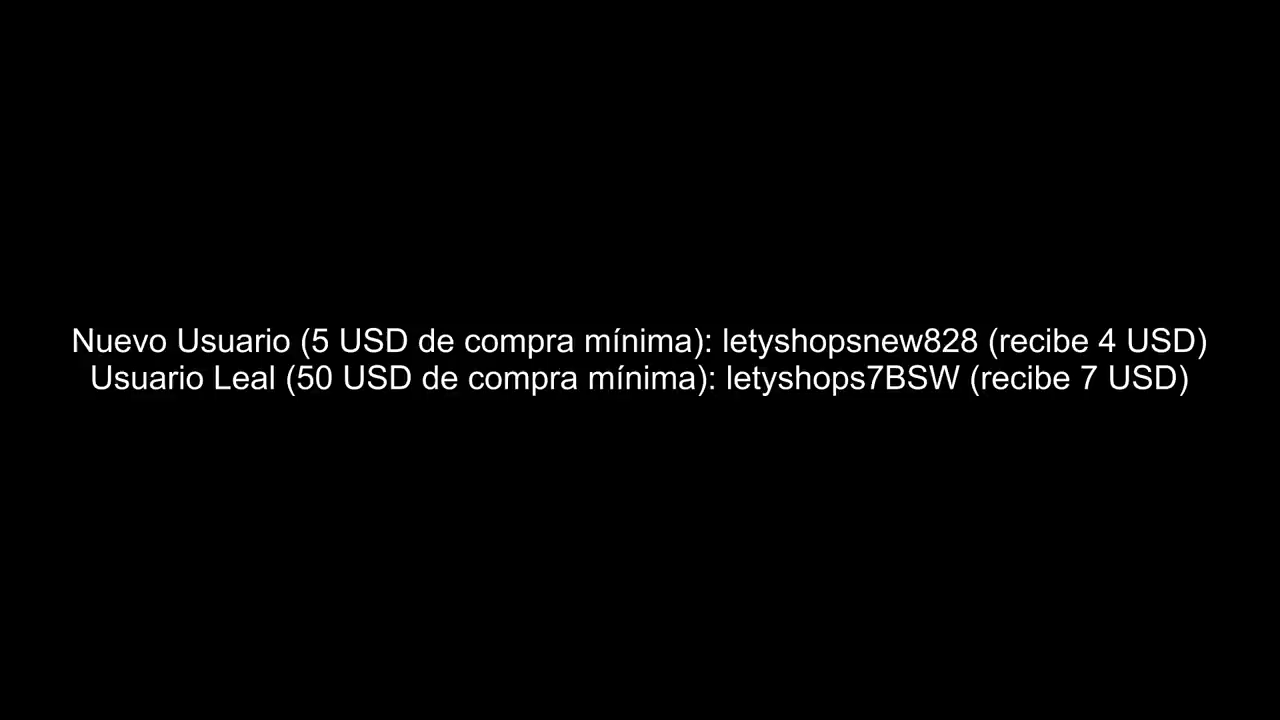 Nuevo Usuario (5 USD de compra mínima): letyshopsnew828 (recibe 4 USD)
Usuario Leal (50 USD de compra mínima): letyshops7BSW (recibe 7 USD)